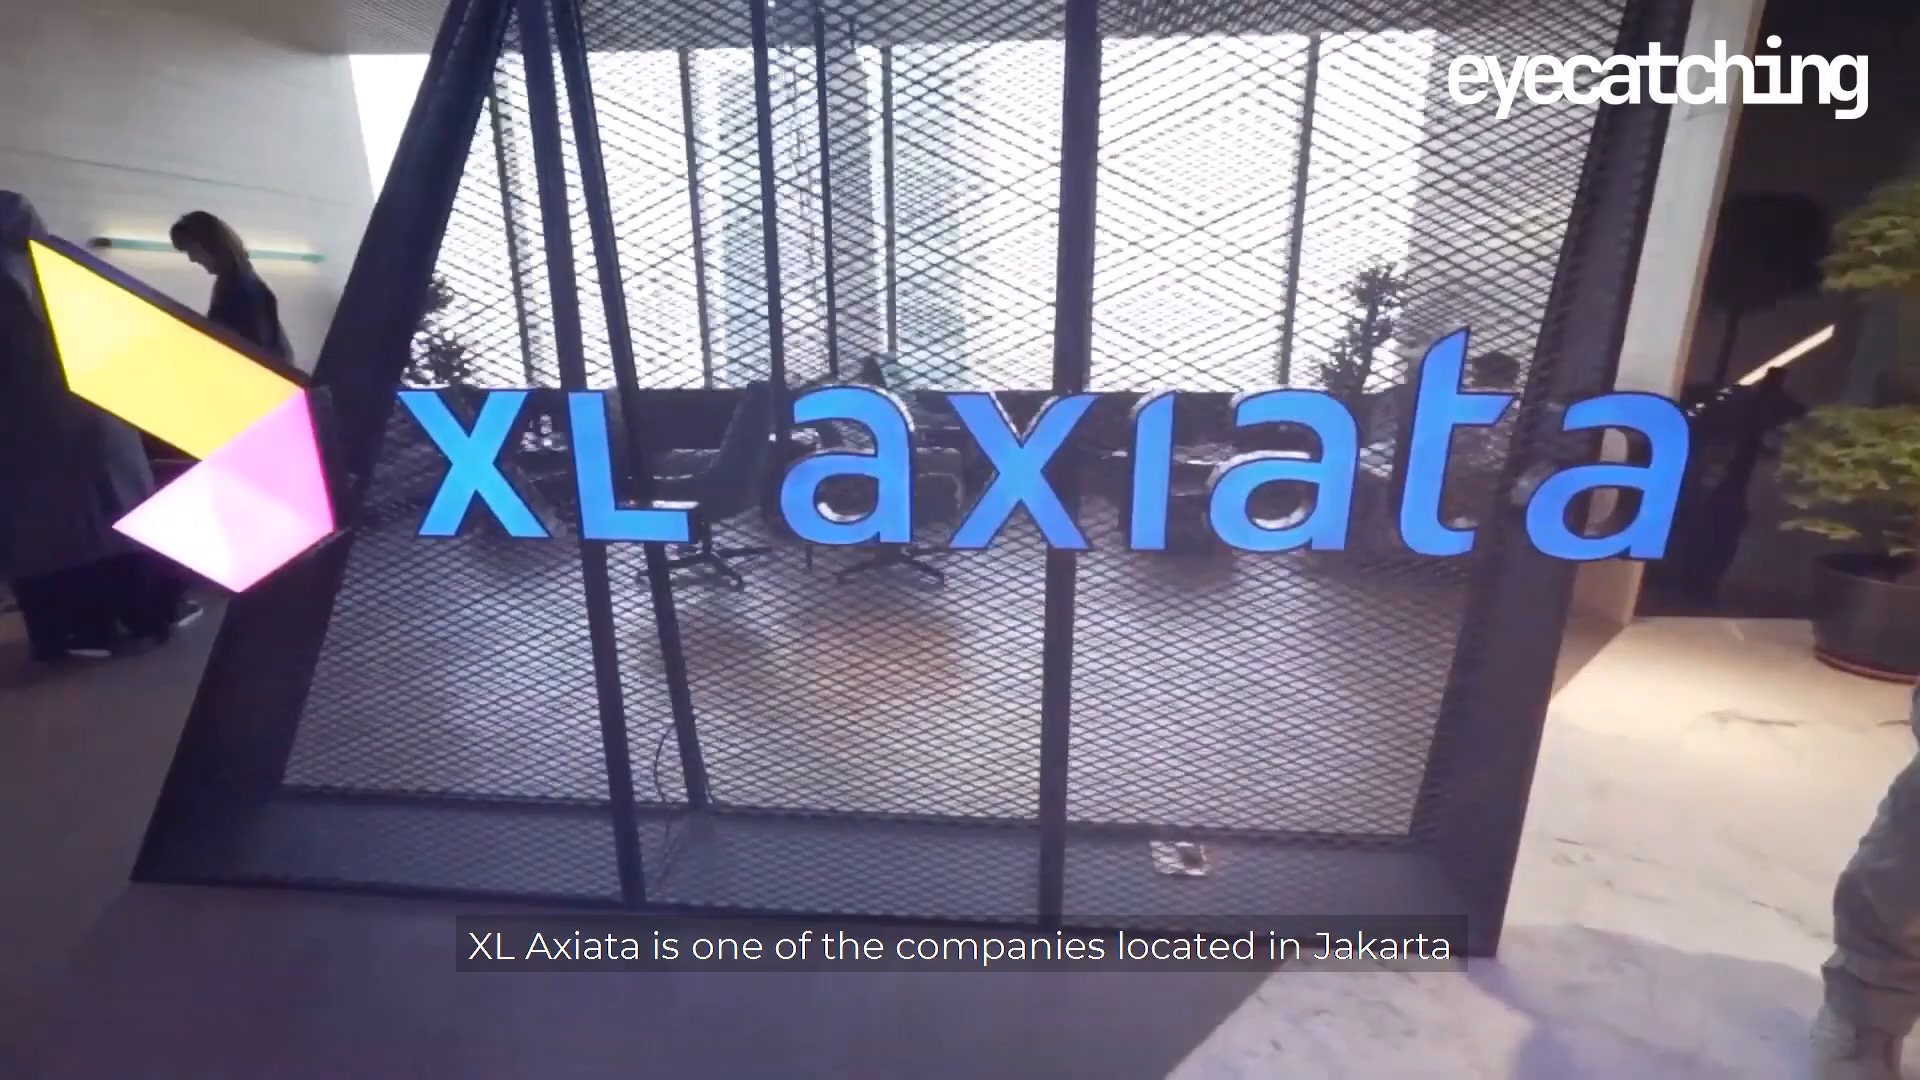 eyecatching
XL axiata
XL Axiata is one of the companies located in Jakarta